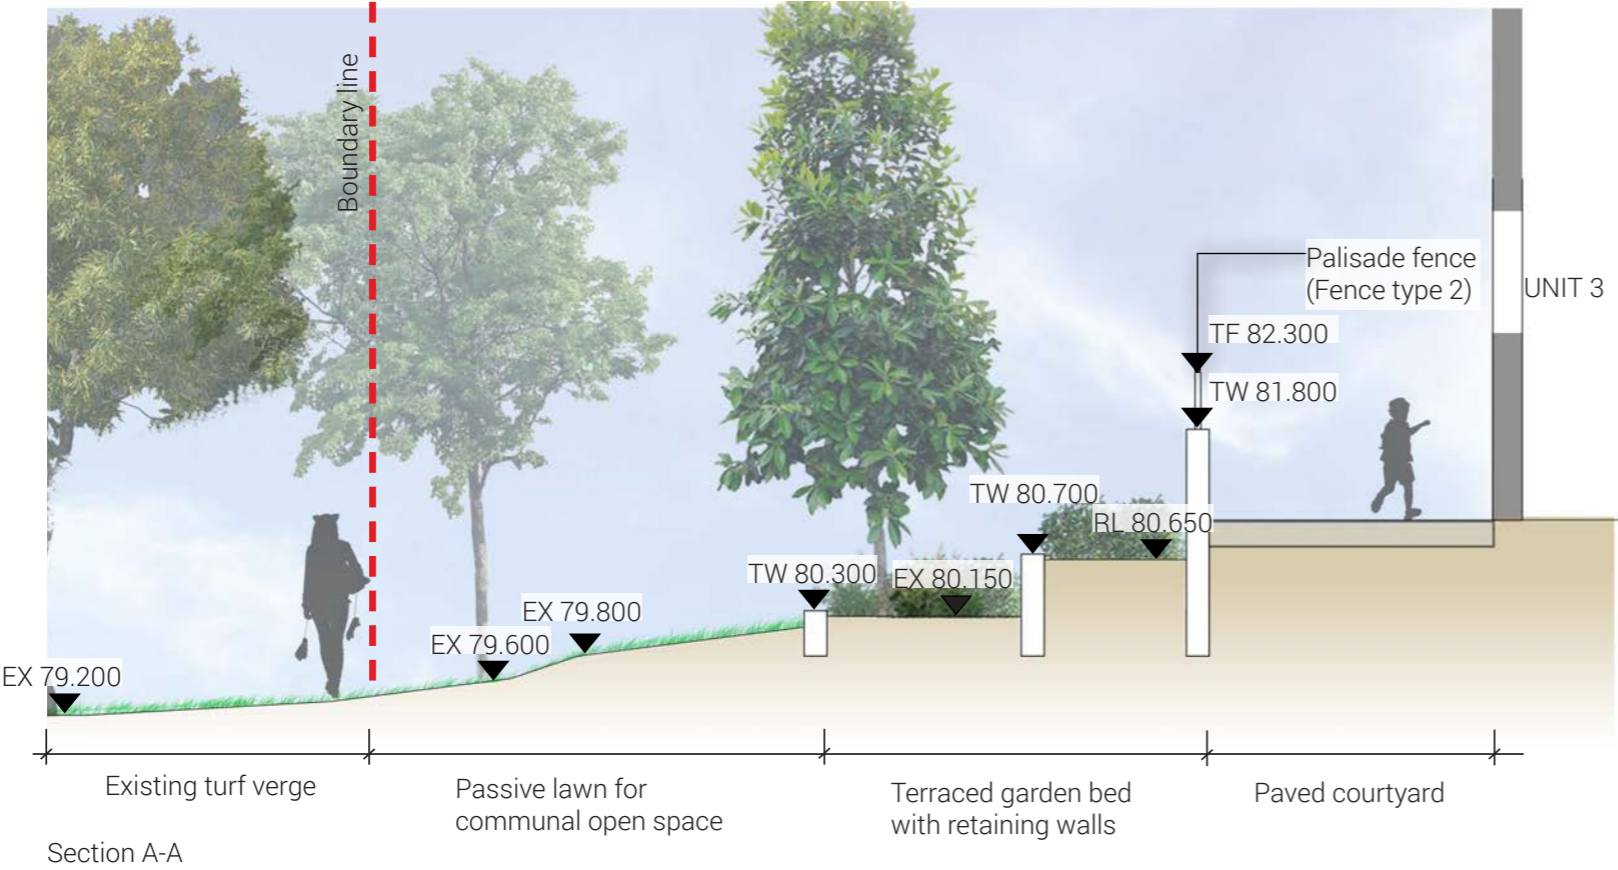 Boundary line
Palisade fence
(Fence type 2)
UNIT 3
TF 82.300
TW 81.800
TW 80.700
RL 80.650
TW 80.300
EX 80.150
EX 79.800
EX 79.600
EX 79.200
Existing turf verge
Passive lawn for
communal open space
Terraced garden bed
with retaining walls
Paved courtyard
Section A-A